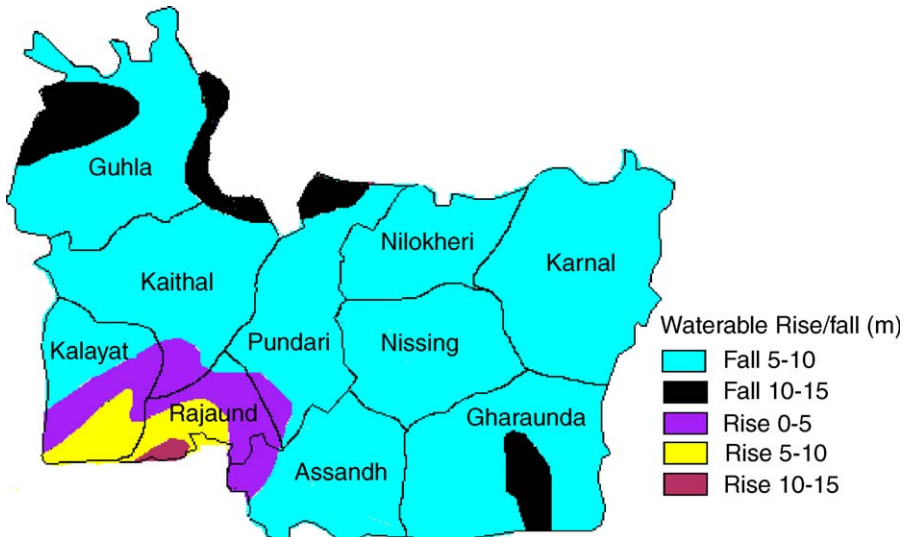 Guhla
Nilokheri
Karnal
Kaithal
Waterable Rise/fall (m)
Kalayat
Pundari
Nissing
Fall 5-10
Fall 10-15
Rajaund
Gharaunda
Rise 0-5
Rise 5-10
Assandh
Rise 10-15